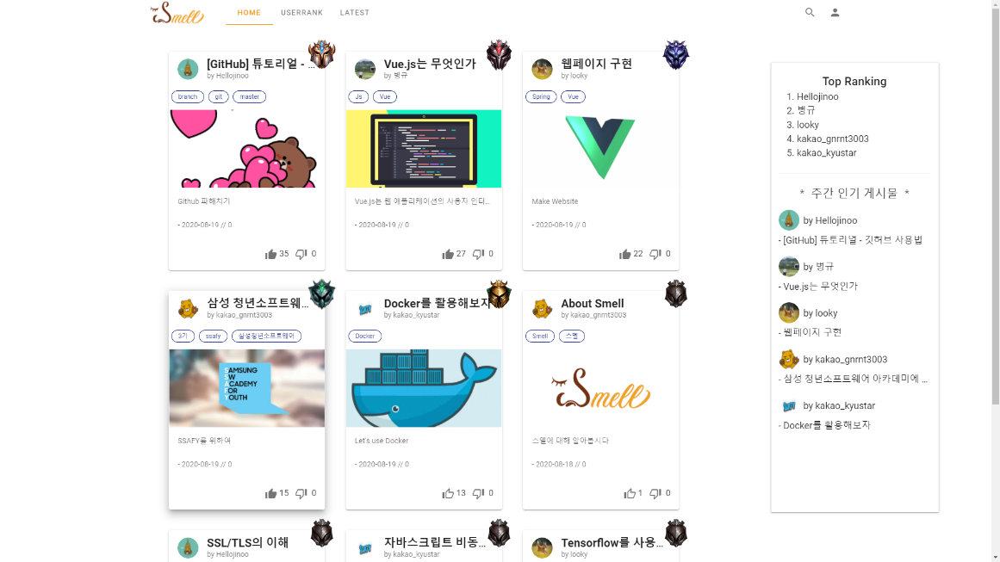 Smell
HOME
USERRANK
LATEST
[GitHub] 튜토리얼 - ...
by Hellojinoo
branch
git
master
Github 파해치기
- 2020-08-19 // 0
35
0
Vue.js는 무엇인가
by 병규
Js
Vue
Vue.js는 웹 애플리케이션의 사용자 인터...
- 2020-08-19 // 0
27
0
웹페이지 구현
by looky
Spring
Vue
Make Website
- 2020-08-19 // 0
22
0
삼성 청년소프트웨...
by kakao_gnrnt3003
3기
ssafy
삼성청년소프트웨어
SAMSUNG
SW
ACADEMY
FOR
YOUTH
SSAFY를 위하여
- 2020-08-19 // 0
15
0
Docker를 활용해보자
by kakao_kyustar
Docker
Let's use Docker
- 2020-08-19 // 0
13
0
About Smell
by kakao_gnrnt3003
Smell
스멜
Smell
스멜에 대해 알아봅시다
- 2020-08-18 // 0
1
0
SSL/TLS의 이해
by Hellojinoo
자바스크립트 비동...
by kakao_kyustar
Tensorflow를 사용...
by looky
Top Ranking
1. Hellojinoo
2. 병규
3. looky
4. kakao_gnrnt3003
5. kakao_kyustar
* 주간 인기 게시물 *
by Hellojinoo
- [GitHub] 튜토리얼 - 깃허브 사용법
by 병규
- Vue.js는 무엇인가
by looky
- 웹페이지 구현
by kakao_gnrnt3003
- 삼성 청년소프트웨어 아카데미에 ...
by kakao_kyustar
- Docker를 활용해보자